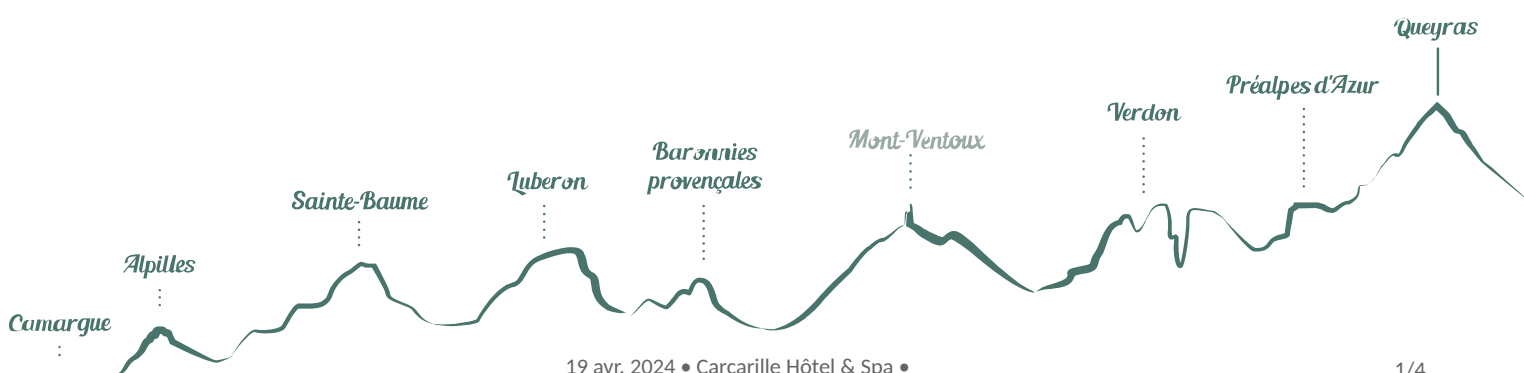 Queyras
Préalpes d'Azur
Verdon
Mont-Ventoux
Baronnies
provençales
Luberon
Sainte-Baume
Alpilles
Camargue
19 avr. 2024 • Carcarille Hôtel & Spa •
1/4